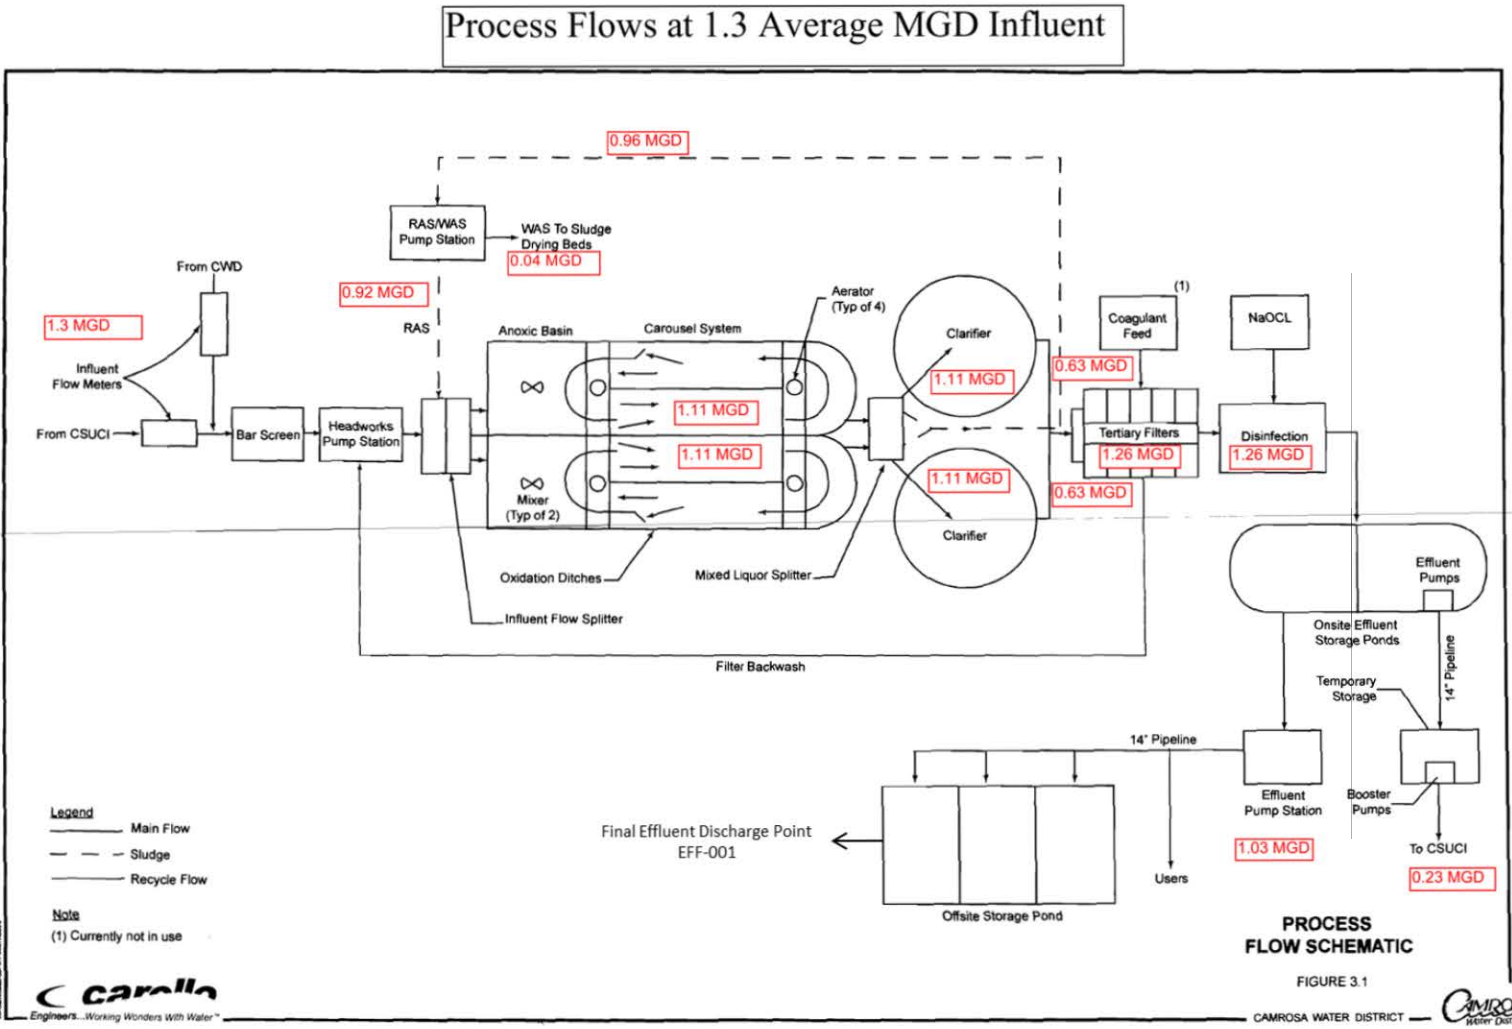 Process Flows at 1.3 Average MGD Influent
0.96 MGD
RAS/WAS
Pump Station
WAS To Sludge
Drying Beds
0.04 MGD
From CWD
0.92 MGD
1.3 MGD
RAS
Influent
Flow Meters
From CSUCI
Bar Screen
Headworks
Pump Station
Anoxic Basin
Carousel System
Aerator
(Typ of 4)
1.11 MGD
1.11 MGD
Mixer
(Typ of 2)
Clarifier
1.11 MGD
1.11 MGD
Clarifier
(1)
Coagulant
Feed
NaOCL
0.63 MGD
Tertiary Filters
1.26 MGD
0.63 MGD
Disinfection
1.26 MGD
Oxidation Ditches
Mixed Liquor Splitter
Influent Flow Splitter
Filter Backwash
Effluent
Pumps
Onsite Effluent
Storage Ponds
14" Pipeline
Temporary
Storage
14" Pipeline
Effluent
Pump Station
Booster
Pumps
1.03 MGD
To CSUCI
0.23 MGD
Final Effluent Discharge Point
EFF-001
Users
Offsite Storage Pond
Legend
Main Flow
Sludge
Recycle Flow
Note
(1) Currently not in use
PROCESS
FLOW SCHEMATIC
FIGURE 3.1
carollo
Engineers...Working Wonders With Water™
CAMROSA WATER DISTRICT